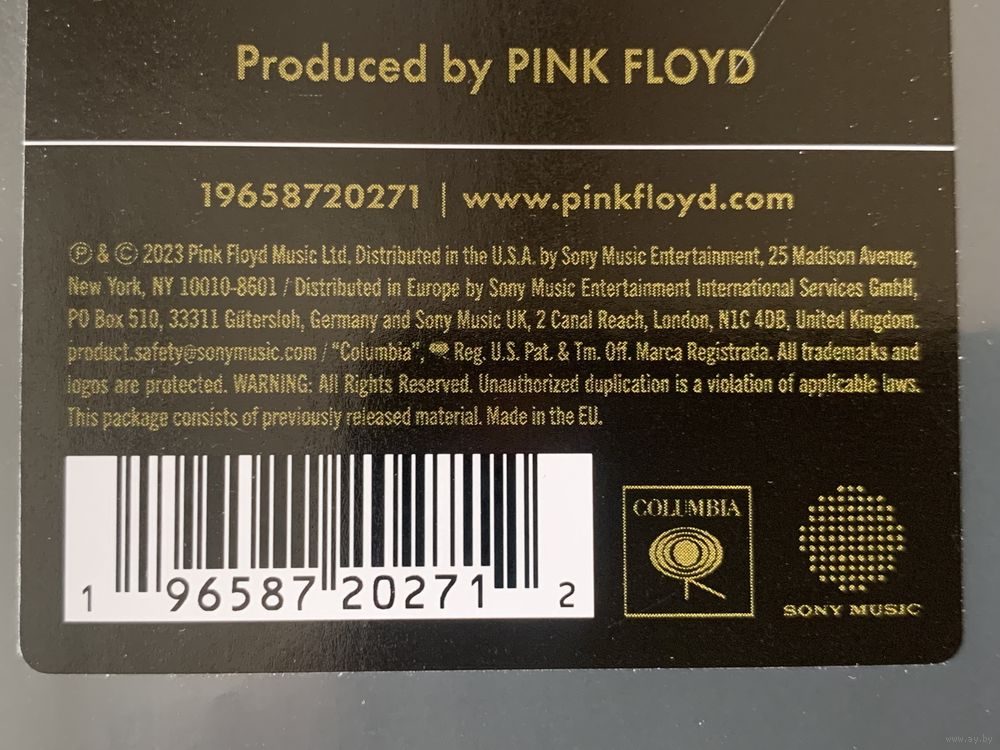 Produced by PINK FLOYD
19658720271 | www.pinkfloyd.com
℗ & © 2023 Pink Floyd Music Ltd. Distributed in the U.S.A. by Sony Music Entertainment, 25 Madison Avenue,
New York, NY 10010-8601 / Distributed in Europe by Sony Music Entertainment International Services GmbH,
PO Box 510, 33311 Gütersloh, Germany and Sony Music UK, 2 Canal Reach, London, N1C 4DB, United Kingdom.
product.safety@sonymusic.com / "Columbia", Reg. U.S. Pat. & Tm. Off. Marca Registrada. All trademarks and
logos are protected. WARNING: All Rights Reserved. Unauthorized duplication is a violation of applicable laws.
This package consists of previously released material. Made in the EU.
1 96587 20271 2
COLUMBIA
SONY MUSIC
www.ay.by